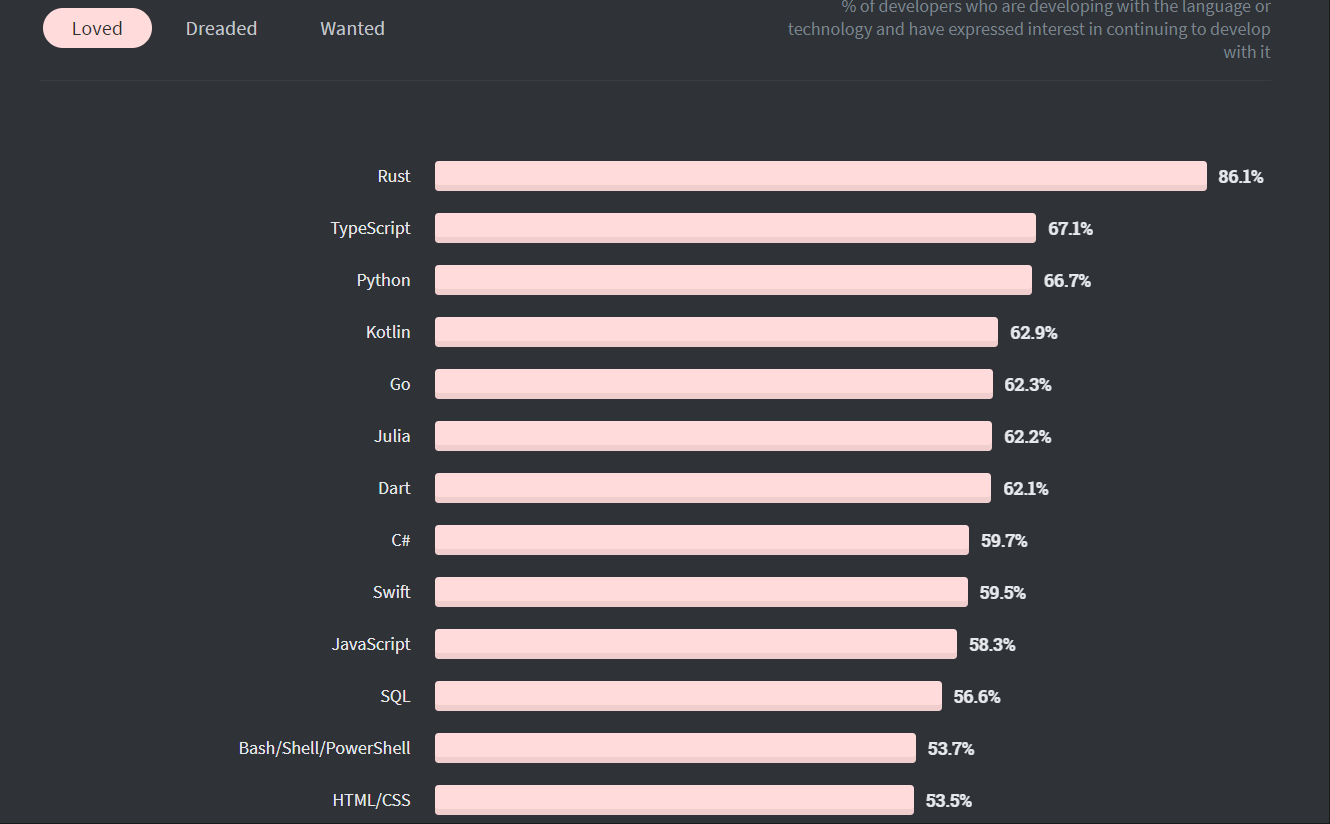 Loved Dreaded Wanted
% of developers who are developing with the language or
technology and have expressed interest in continuing to develop
with it
Rust 86.1%
TypeScript 67.1%
Python 66.7%
Kotlin 62.9%
Go 62.3%
Julia 62.2%
Dart 62.1%
C# 59.7%
Swift 59.5%
JavaScript 58.3%
SQL 56.6%
Bash/Shell/PowerShell 53.7%
HTML/CSS 53.5%